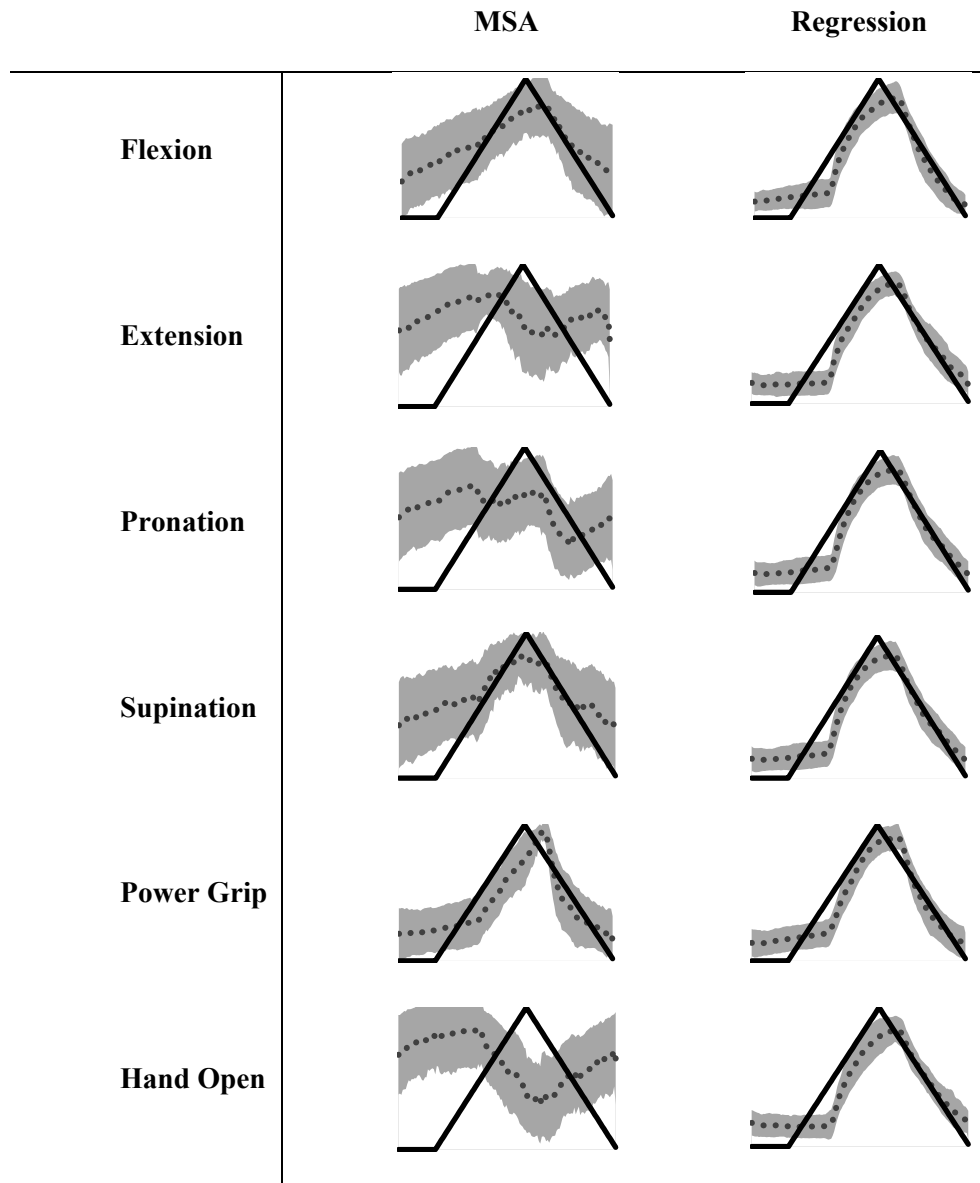 MSA Regression
Flexion
Extension
Pronation
Supination
Power Grip
Hand Open